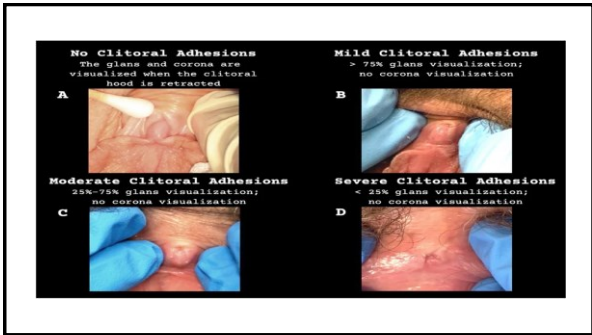 No Clitoral Adhesions
The glans and corona are
visualized when the clitoral
hood is retracted
A
Mild Clitoral Adhesions
> 75% glans visualization;
no corona visualization
B
Moderate Clitoral Adhesions
25%-75% glans visualization;
no corona visualization
C
Severe Clitoral Adhesions
< 25% glans visualization;
no corona visualization
D